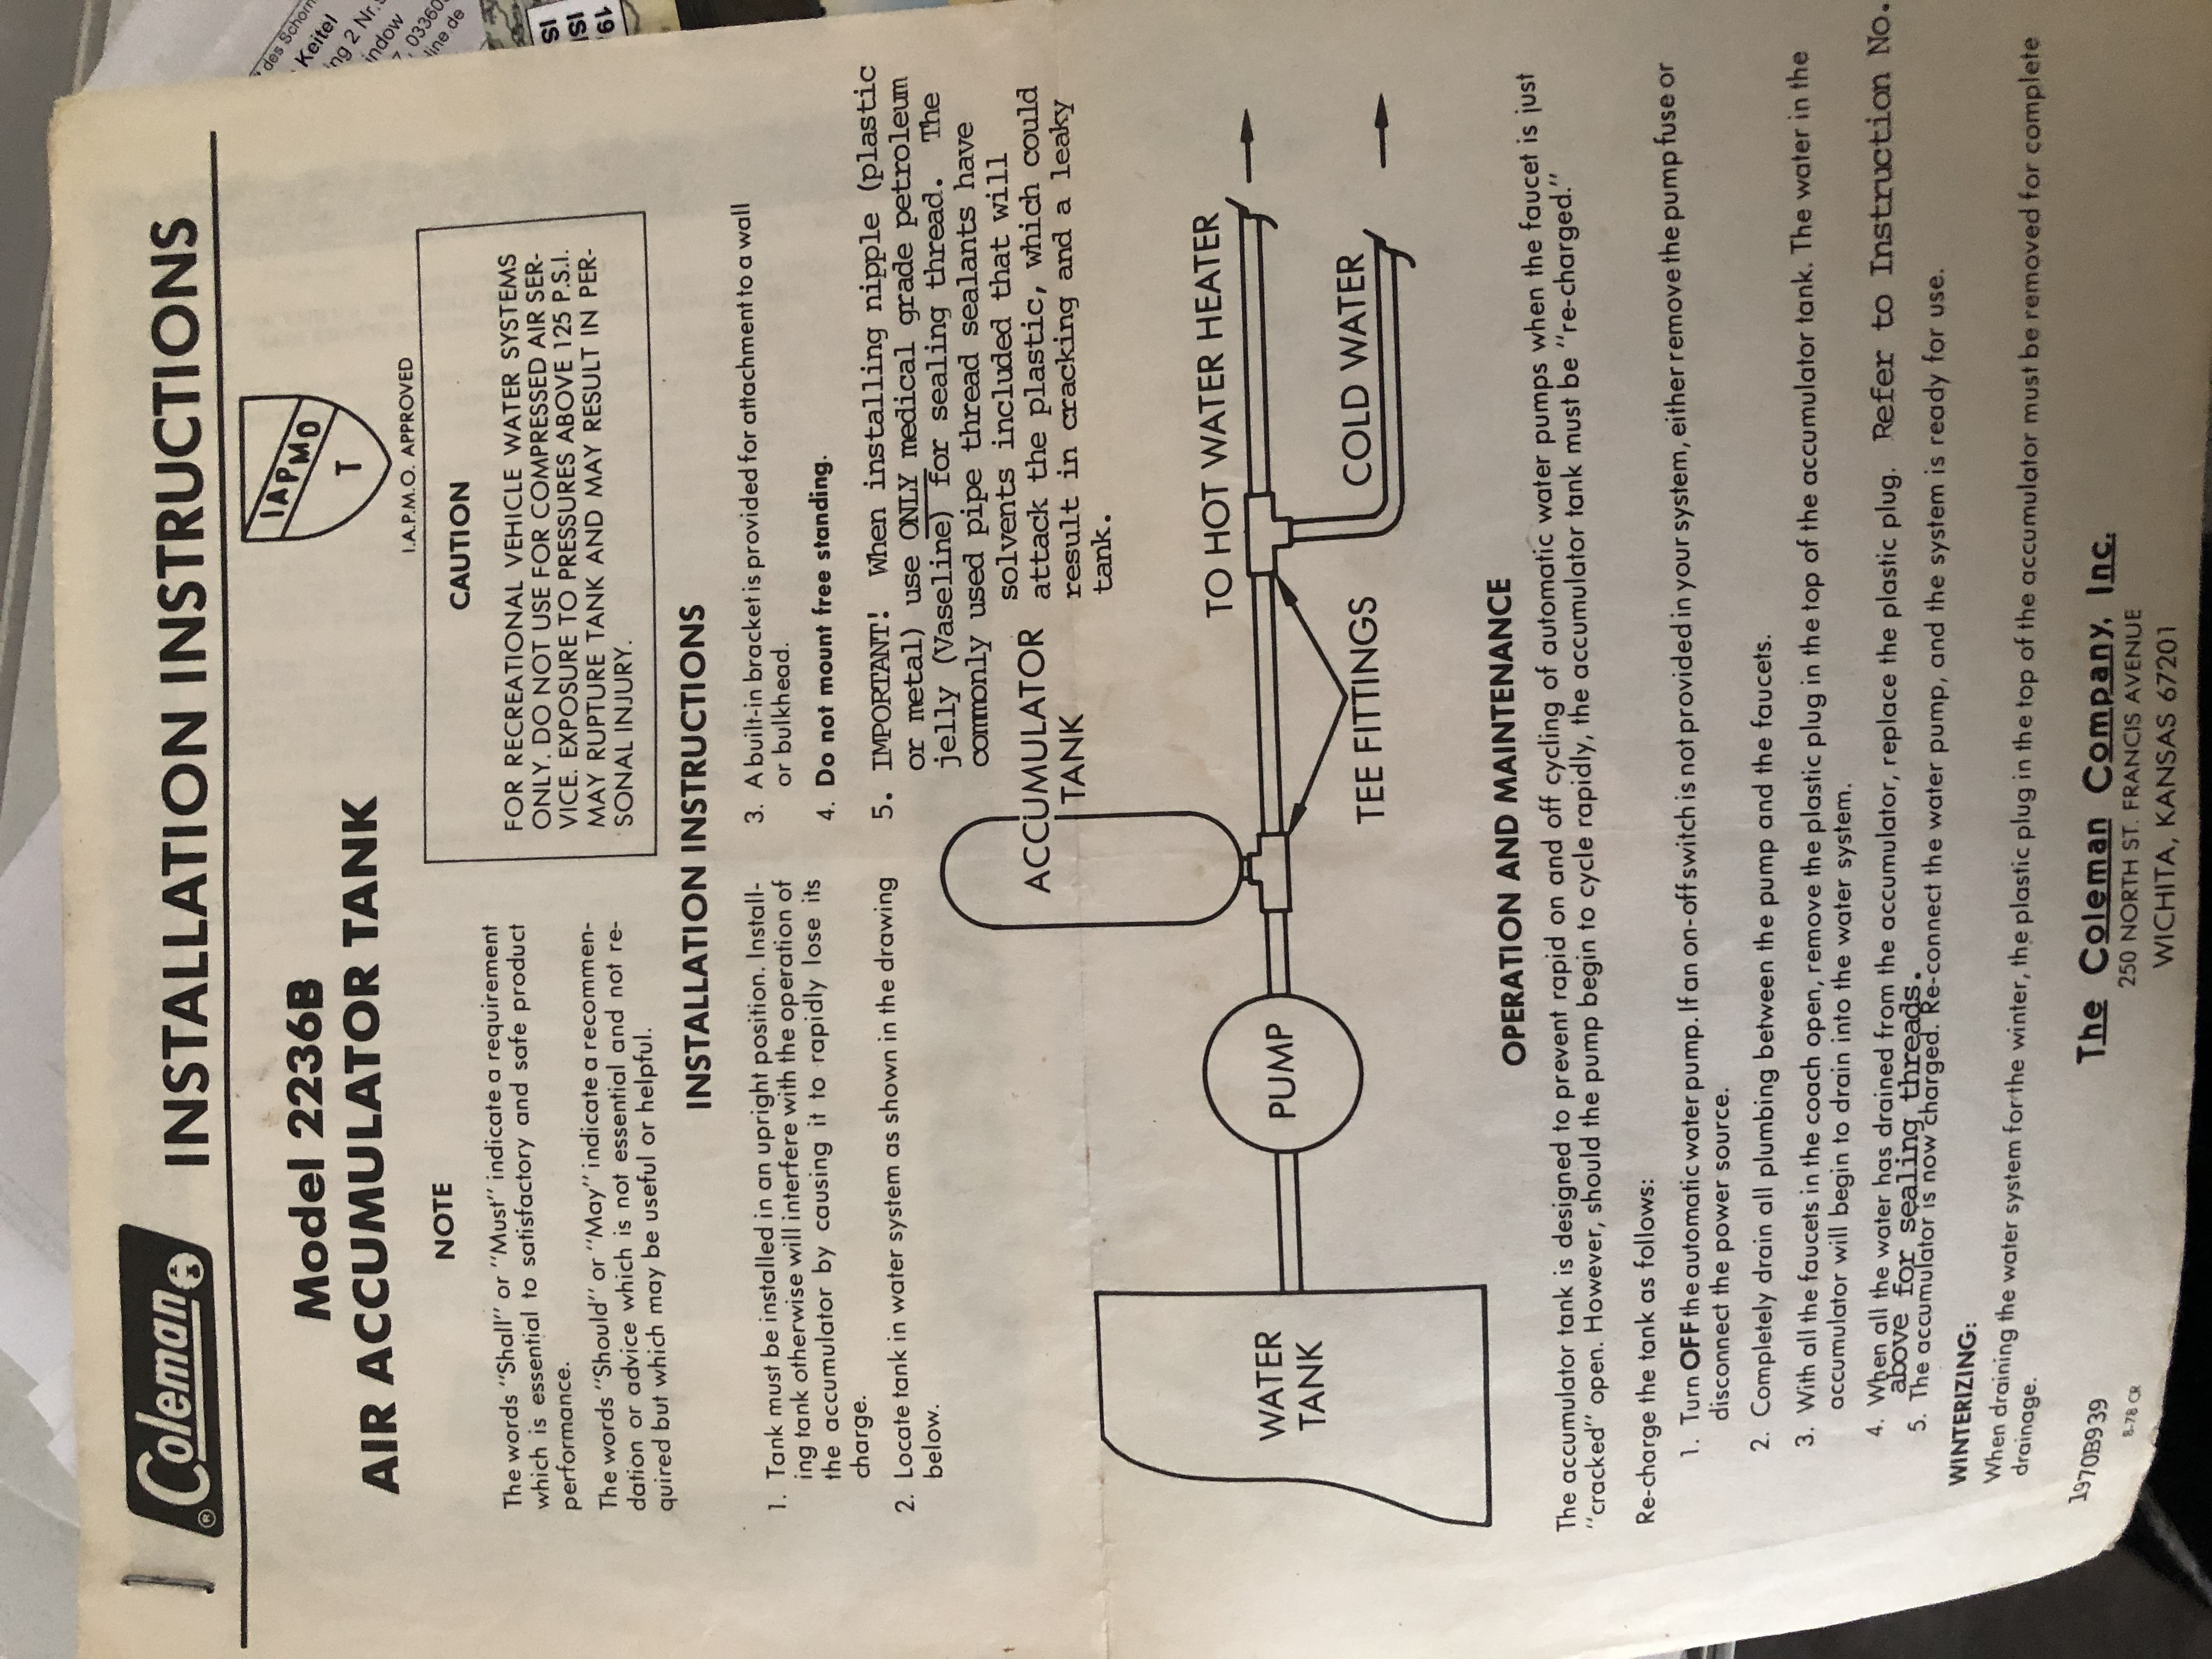 Coleman
®
INSTALLATION INSTRUCTIONS
Model 2236B
AIR ACCUMULATOR TANK
IAPMO
T
I.A.P.M.O. APPROVED
NOTE
The words "Shall" or "Must" indicate a requirement
which is essential to satisfactory and safe product
performance.
The words "Should" or "May" indicate a recommen-
dation or advice which is not essential and not re-
quired but which may be useful or helpful.
CAUTION
FOR RECREATIONAL VEHICLE WATER SYSTEMS
ONLY. DO NOT USE FOR COMPRESSED AIR SER-
VICE. EXPOSURE TO PRESSURES ABOVE 125 P.S.I.
MAY RUPTURE TANK AND MAY RESULT IN PER-
SONAL INJURY.
INSTALLATION INSTRUCTIONS
1. Tank must be installed in an upright position. Install-
ing tank otherwise will interfere with the operation of
the accumulator by causing it to rapidly lose its
charge.
2. Locate tank in water system as shown in the drawing
below.
3. A built-in bracket is provided for attachment to a wall
or bulkhead.
4. Do not mount free standing.
5. IMPORTANT! When installing nipple (plastic
or metal) use ONLY medical grade petroleum
jelly (Vaseline) for sealing thread. The
commonly used pipe thread sealants have
solvents included that will
attack the plastic, which could
result in cracking and a leaky
tank.
ACCUMULATOR
TANK
TO HOT WATER HEATER
COLD WATER
TEE FITTINGS
PUMP
WATER
TANK
OPERATION AND MAINTENANCE
The accumulator tank is designed to prevent rapid on and off cycling of automatic water pumps when the faucet is just
"cracked" open. However, should the pump begin to cycle rapidly, the accumulator tank must be "re-charged."
Re-charge the tank as follows:
1. Turn OFF the automatic water pump. If an on-off switch is not provided in your system, either remove the pump fuse or
disconnect the power source.
2. Completely drain all plumbing between the pump and the faucets.
3. With all the faucets in the coach open, remove the plastic plug in the top of the accumulator tank. The water in the
accumulator will begin to drain into the water system.
4. When all the water has drained from the accumulator, replace the plastic plug. Refer to Instruction No.
above for sealing threads.
5. The accumulator is now charged. Re-connect the water pump, and the system is ready for use.
WINTERIZING:
When draining the water system for the winter, the plastic plug in the top of the accumulator must be removed for complete
drainage.
The Coleman Company, Inc.
250 NORTH ST. FRANCIS AVENUE
WICHITA, KANSAS 67201
1970B939
8-78 CR
des Schorn
Keitel
ng 2 Nr.
indow
, 03360
line.de
IS
IS
19